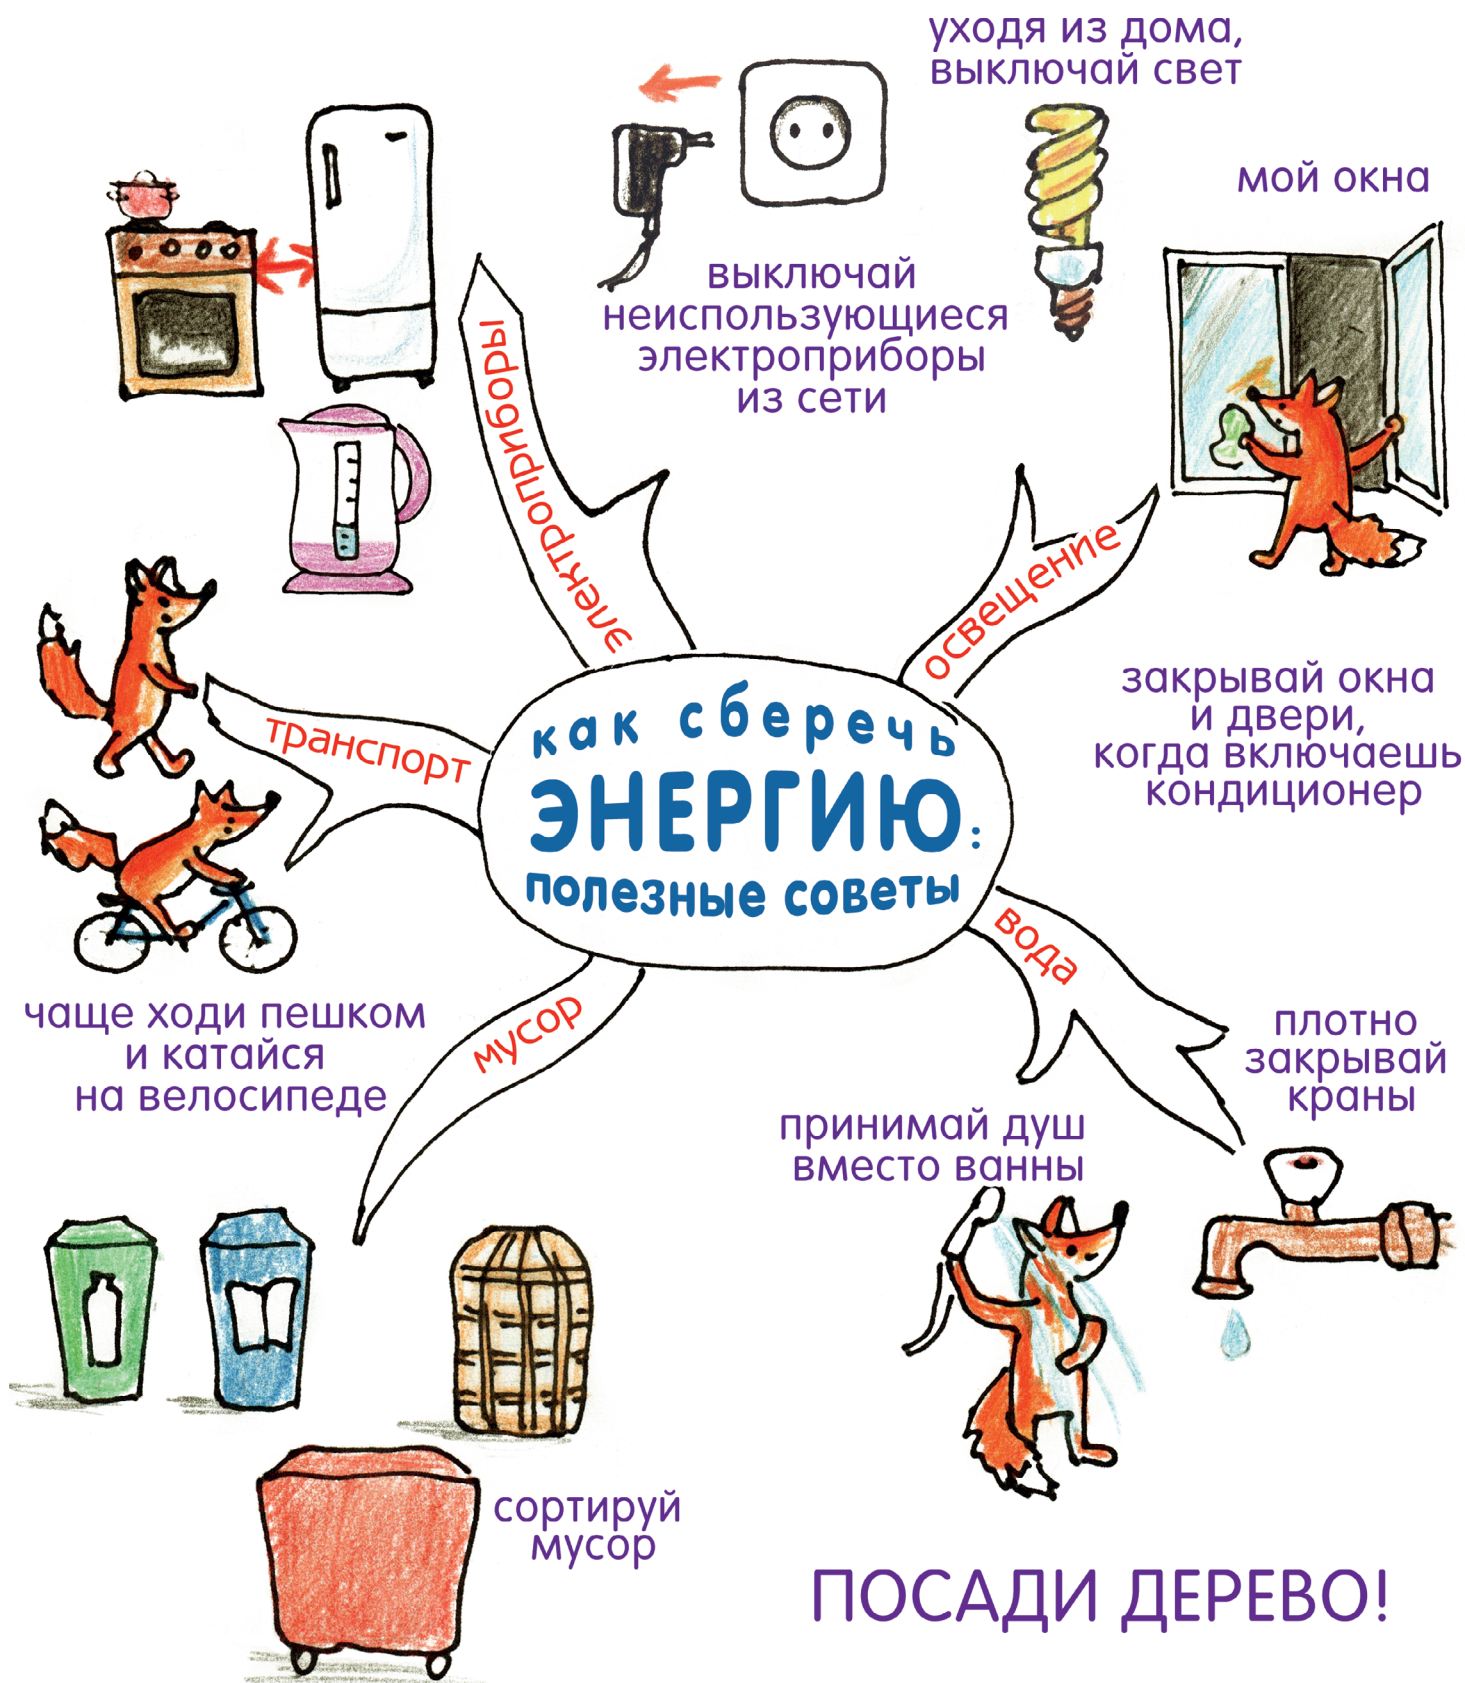 уходя из дома,
выключай свет
мой окна
выключай
неиспользующиеся
электроприборы
из сети
электроприборы
освещение
закрывай окна
и двери,
когда включаешь
кондиционер
транспорт
как сберечь
ЭНЕРГИЮ:
полезные советы
вода
мусор
чаще ходи пешком
и катайся
на велосипеде
плотно
закрывай
краны
принимай душ
вместо ванны
сортируй
мусор
ПОСАДИ ДЕРЕВО!